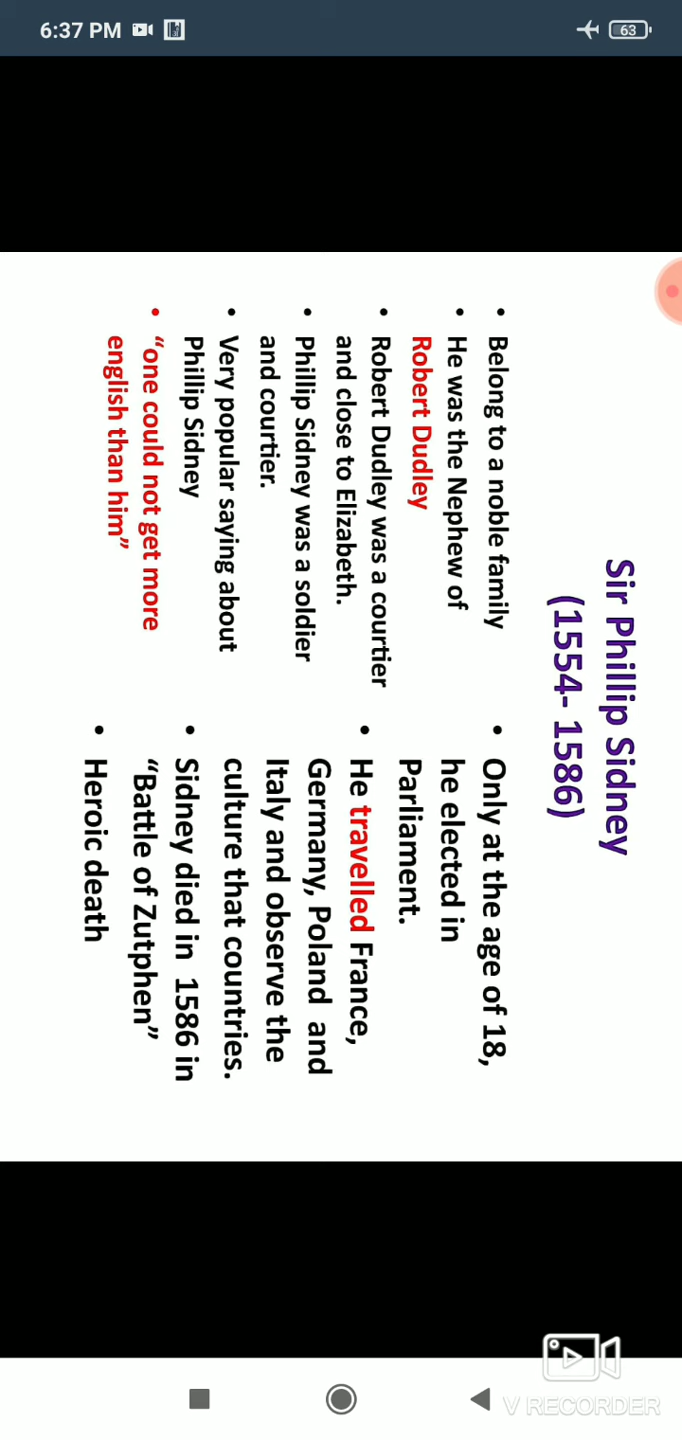 6:37 PM
63
Sir Phillip Sidney
(1554- 1586)
• Belong to a noble family
• He was the Nephew of
Robert Dudley
• Robert Dudley was a courtier
and close to Elizabeth.
• Phillip Sidney was a soldier
and courtier.
• Very popular saying about
Phillip Sidney
• “one could not get more
english than him”
• Only at the age of 18,
he elected in
Parliament.
• He travelled France,
Germany, Poland and
Italy and observe the
culture that countries.
• Sidney died in 1586 in
“Battle of Zutphen”
• Heroic death
V RECORDER